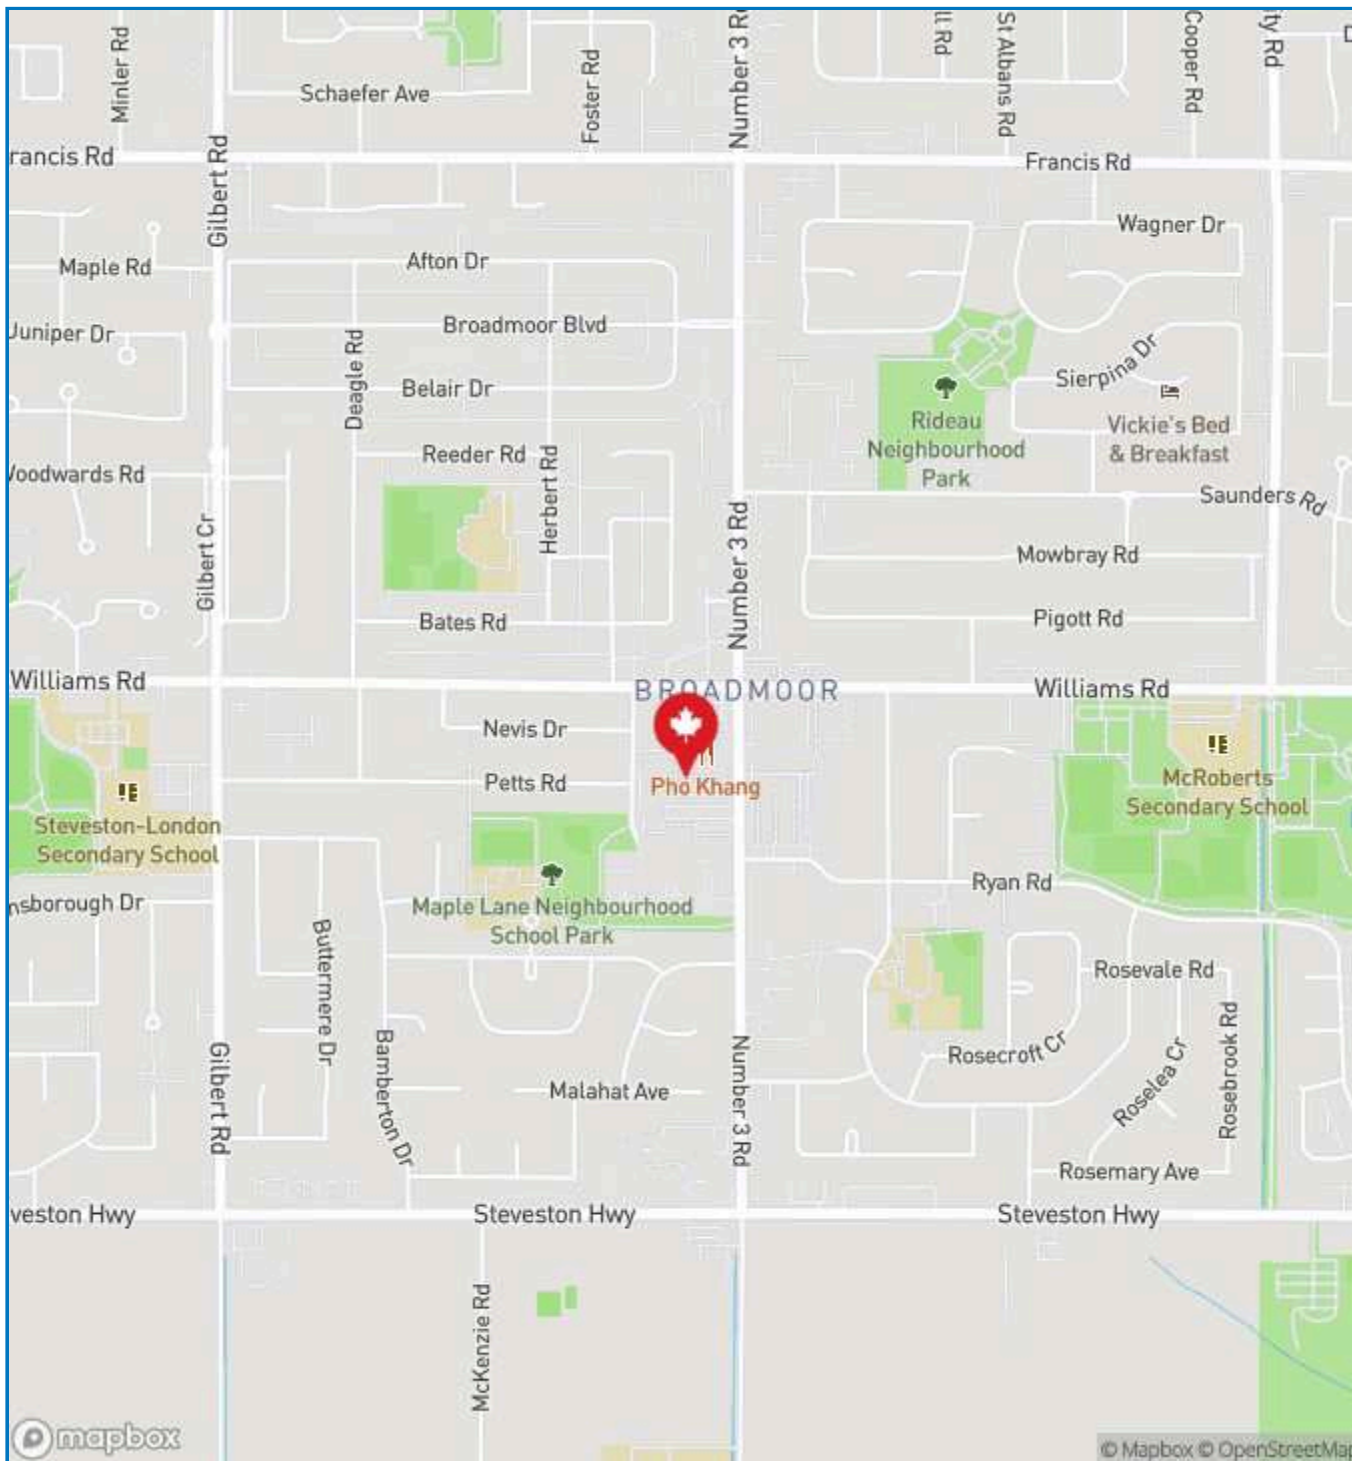 Minler Rd
Schaefer Ave
Foster Rd
Number 3 R
ll Rd
St Albans Rd
Cooper Rd
ity Rd
rancis Rd
Gilbert Rd
Francis Rd
Wagner Dr
Maple Rd
Afton Dr
Juniper Dr
Broadmoor Blvd
Deagle Rd
Belair Dr
Sierpina Dr
Rideau
Neighbourhood
Park
Vickie's Bed
& Breakfast
Reeder Rd
Herbert Rd
Woodwards Rd
Saunders Rd
Gilbert Cr
Number 3 Rd
Mowbray Rd
Bates Rd
Pigott Rd
Williams Rd
BROADMOOR
Williams Rd
Nevis Dr
Petts Rd
Pho Khang
McRoberts
Secondary School
Steveston-London
Secondary School
nsborough Dr
Maple Lane Neighbourhood
School Park
Ryan Rd
Buttermere Dr
Rosevale Rd
Gilbert Rd
Bamberton Dr
Number 3 Rd
Rosecroft Cr
Roselea Cr
Rosebrook Rd
Malahat Ave
Rosemary Ave
veston Hwy
Steveston Hwy
Steveston Hwy
McKenzie Rd
mapbox
© Mapbox © OpenStreetMap